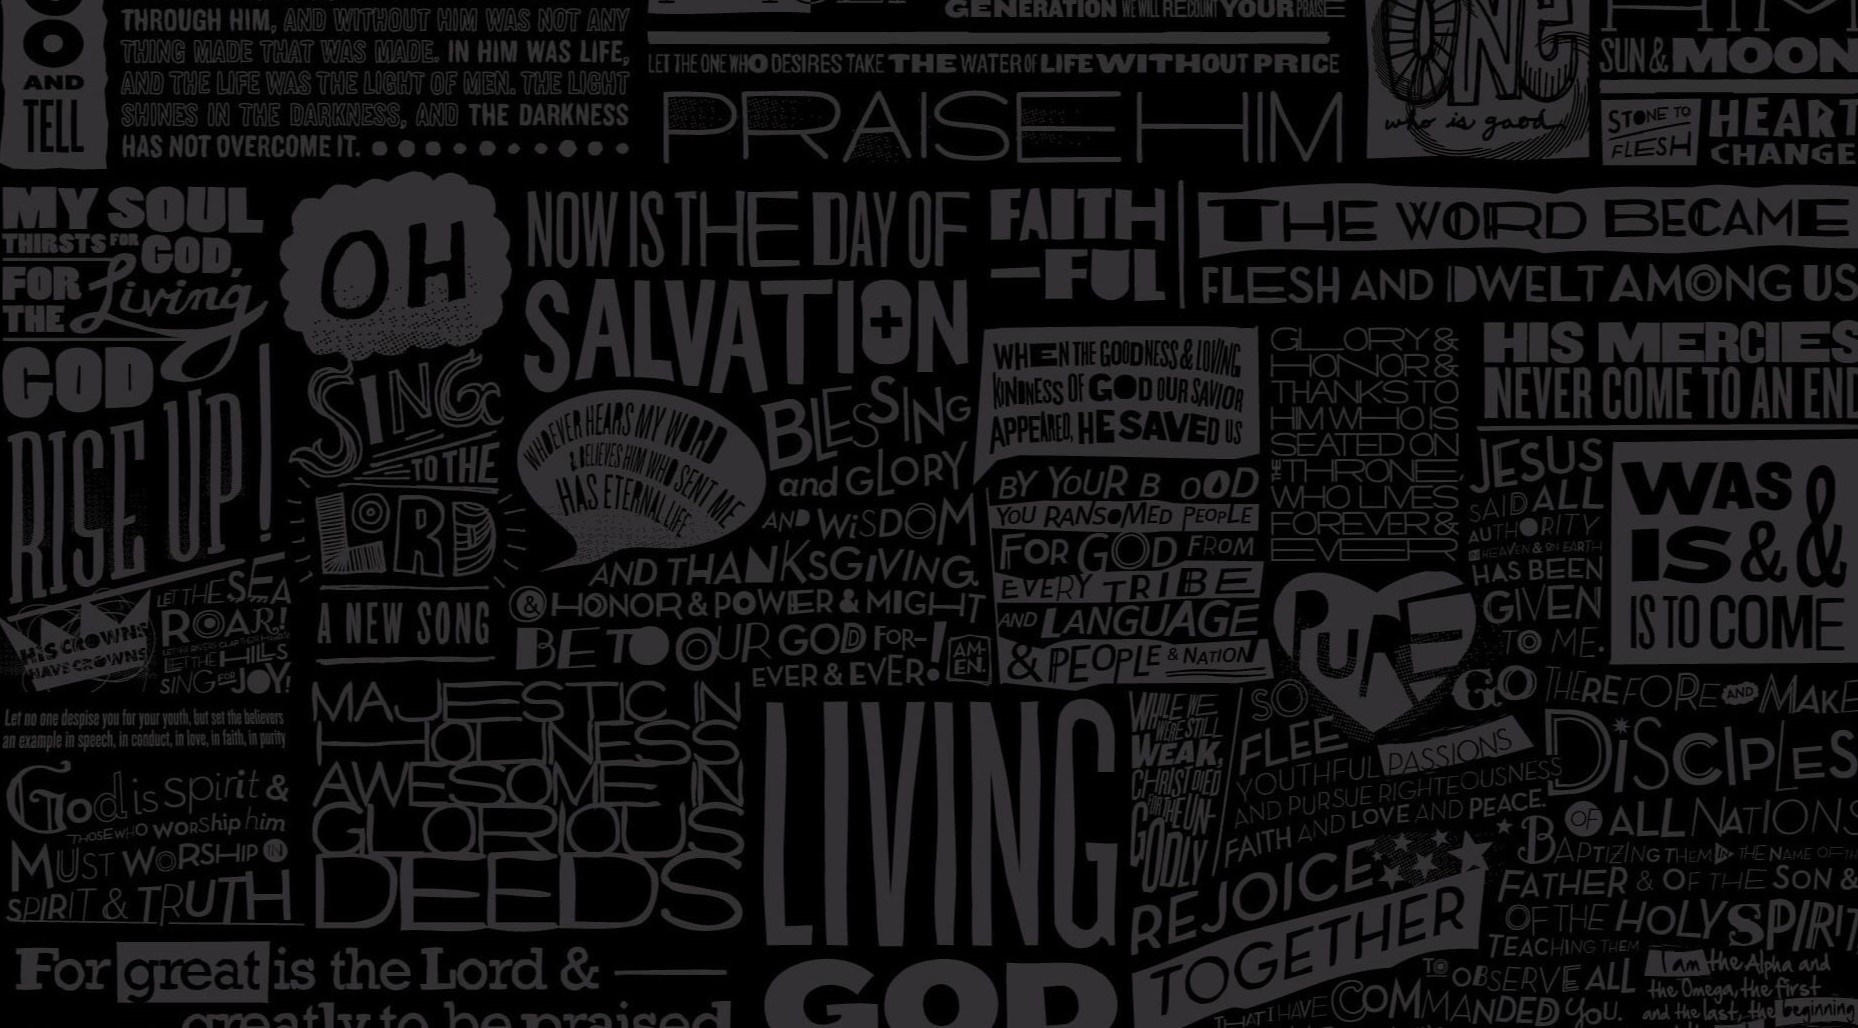 O
AND
TELL
THROUGH HIM, AND WITHOUT HIM WAS NOT ANY
THING MADE THAT WAS MADE. IN HIM WAS LIFE,
AND THE LIFE WAS THE LIGHT OF MEN. THE LIGHT
SHINES IN THE DARKNESS, AND THE DARKNESS
HAS NOT OVERCOME IT.
GENERATION WE WILL RECOUNT YOUR PRAISE
LET THE ONE WHO DESIRES TAKE THE WATER OF LIFE WITHOUT PRICE
PRAISE HIM
ONE
who is good.
HIM
SUN & MOON
STONE TO
FLESH
HEART
CHANGE
MY SOUL
THIRSTS FOR
GOD,
FOR
THE
Living
GOD
RISE UP!
OH
SING
TO THE
LORD
A NEW SONG
NOW IS THE DAY OF
SALVATION
FAITH
-FUL
THE WORD BECAME
FLESH AND DWELT AMONG US
WHOEVER HEARS MY WORD
& BELIEVES HIM WHO SENT ME
HAS ETERNAL LIFE
BLESSING
and GLORY
AND WISDOM
AND THANKSGIVING
& HONOR & POWER & MIGHT
BE TO OUR GOD FOR-
EVER & EVER!
AM-
EN.
WHEN THE GOODNESS & LOVING
KINDNESS OF GOD OUR SAVIOR
APPEARED, HE SAVED US
BY YOUR B OOD
YOU RANSOMED PEOPLE
FOR GOD FROM
EVERY TRIBE
AND LANGUAGE
& PEOPLE & NATION
GLORY &
HONOR &
THANKS TO
HIM WHO IS
SEATED ON
THE THRONE,
WHO LIVES
FOREVER &
EVER
HIS MERCIES
NEVER COME TO AN END
JESUS
SAID ALL
AUTHORITY
IN HEAVEN & ON EARTH
HAS BEEN
GIVEN
TO ME.
WAS &
IS & &
IS TO COME
HIS CROWNS
HAVE CROWNS
LET THE SEA
ROAR!
LET THE RIVERS CLAP THEIR HANDS
LET THE HILLS
SING FOR JOY!
Let no one despise you for your youth, but set the believers
an example in speech, in conduct, in love, in faith, in purity
God is spirit &
THOSE WHO WORSHIP him
MUST WORSHIP IN
SPIRIT & TRUTH
MAJESTIC IN
HOLINESS
AWESOME IN
GLORIOUS
DEEDS
For great is the Lord &
greatly to be praised
LIVING
GOD
WHILE WE
WERE STILL
WEAK,
CHRIST DIED
FOR THE UN-
GODLY
PURE
SO
FLEE
YOUTHFUL PASSIONS
AND PURSUE RIGHTEOUSNESS
FAITH AND LOVE AND PEACE.
REJOICE
TOGETHER
GO THEREFORE AND MAKE
DISCIPLES
OF ALL NATIONS
BAPTIZING THEM IN THE NAME OF TH
FATHER & OF THE SON &
OF THE HOLY SPIRIT
TEACHING THEM
TO OBSERVE ALL
THAT I HAVE COMMANDED YOU.
I am the Alpha and
the Omega, the first
and the last, the beginning